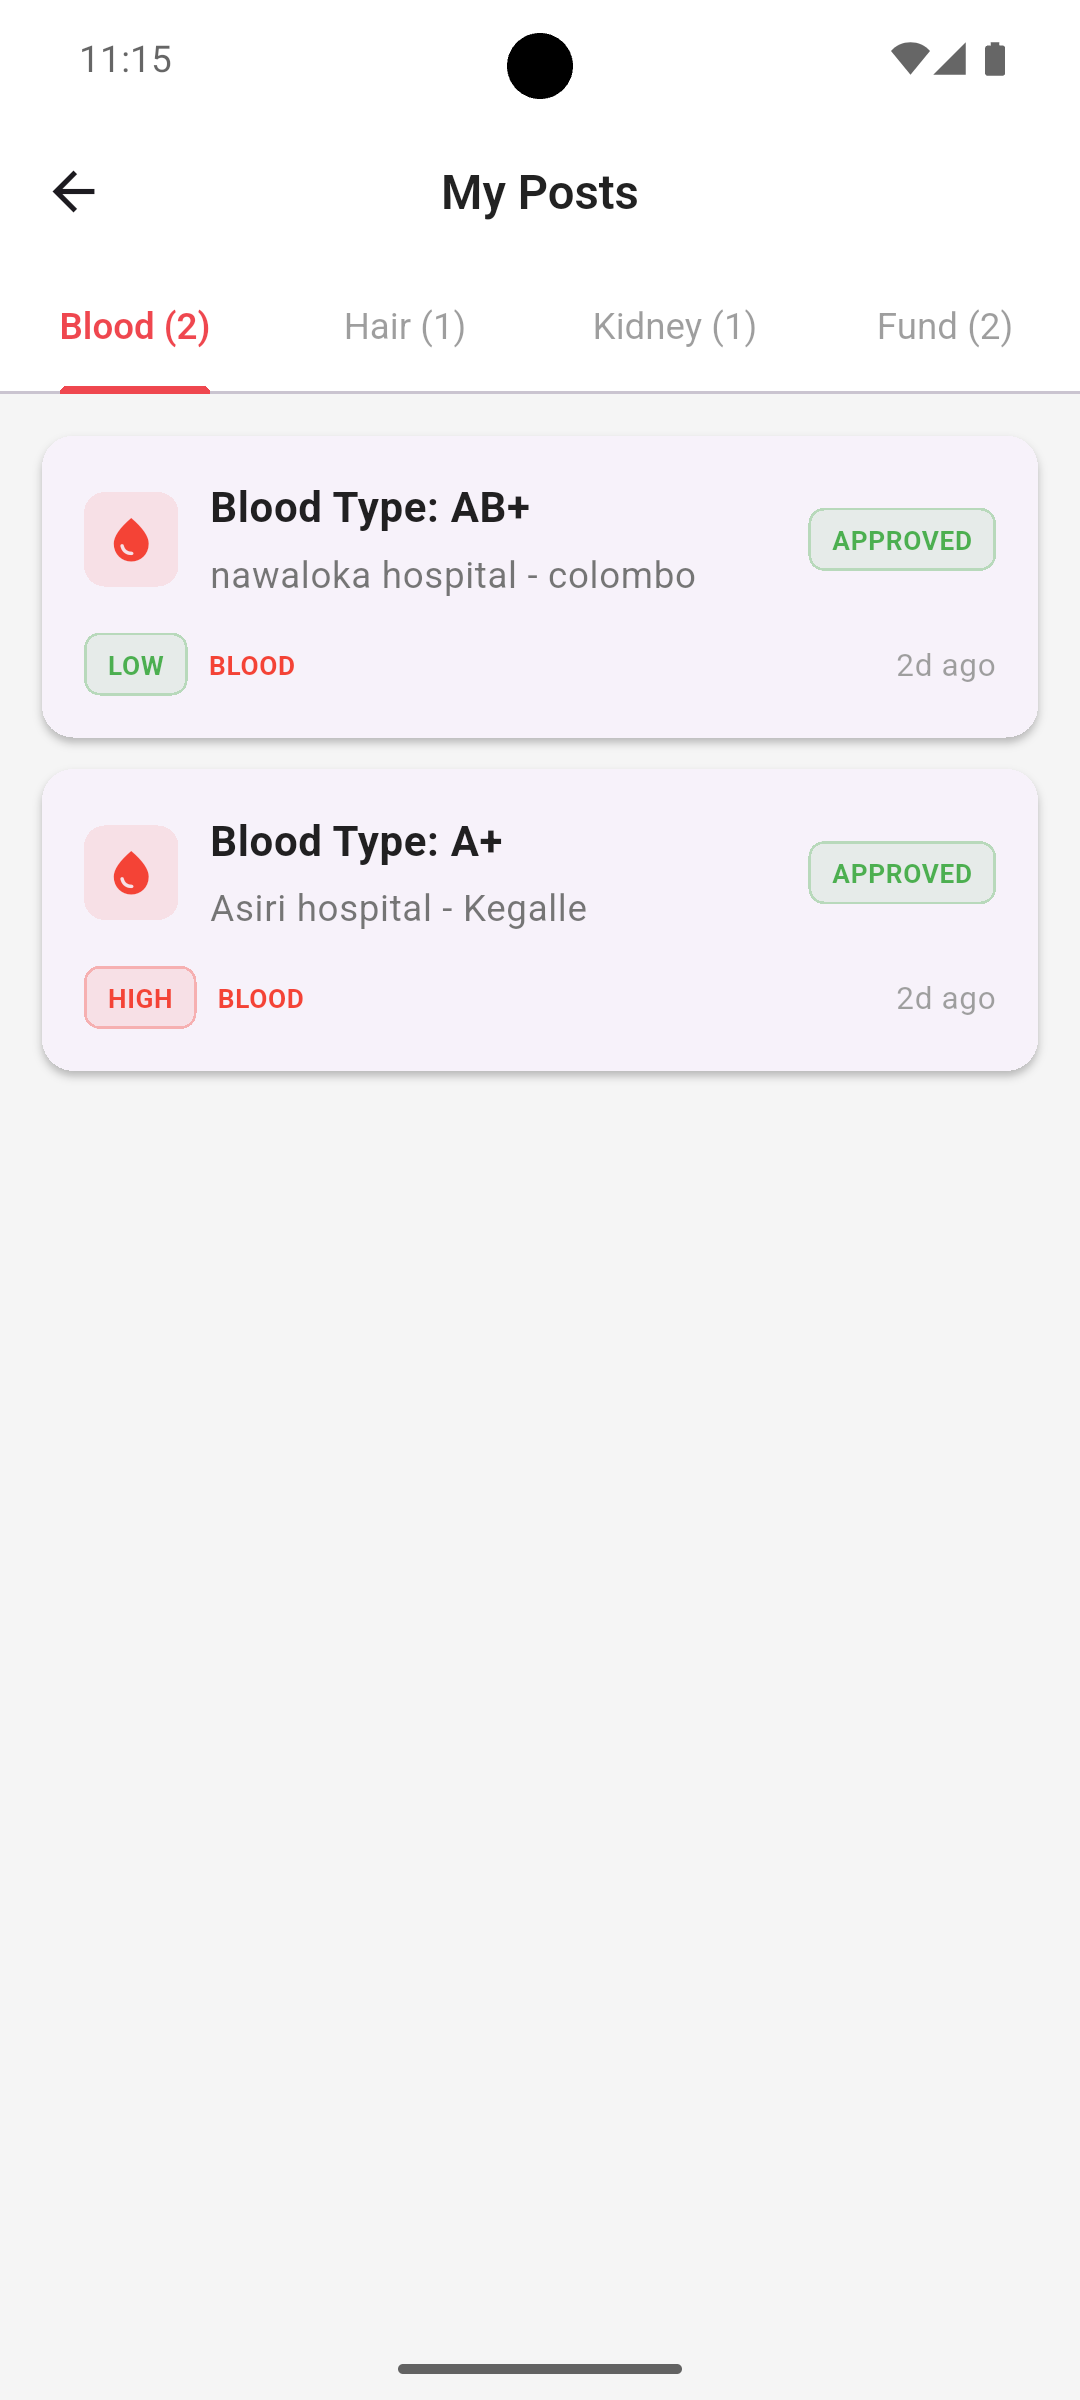 11:15
My Posts
Blood (2)
Hair (1)
Kidney (1)
Fund (2)
Blood Type: AB+
nawaloka hospital - colombo
APPROVED
LOW
BLOOD
2d ago
Blood Type: A+
Asiri hospital - Kegalle
APPROVED
HIGH
BLOOD
2d ago